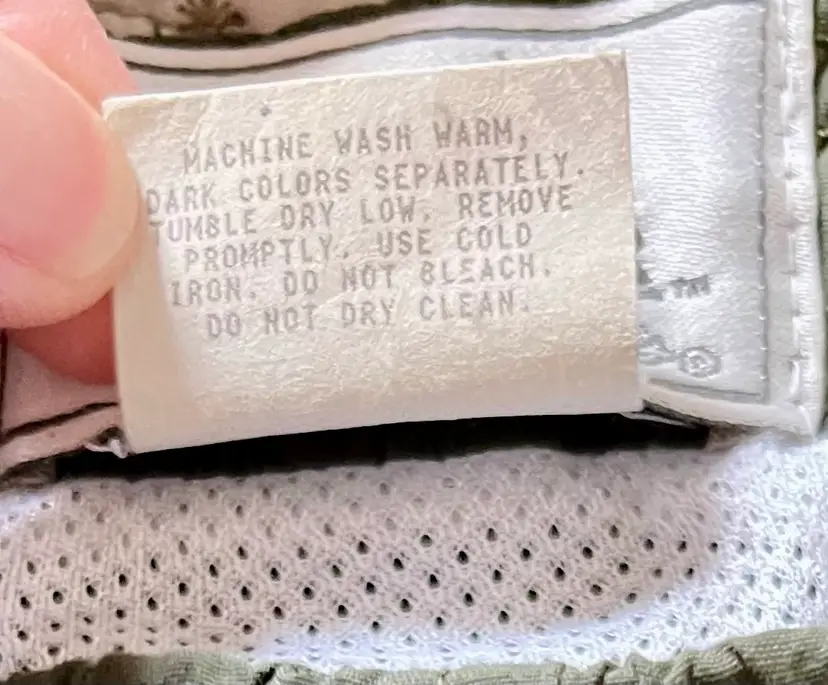 MACHINE WASH WARM,
DARK COLORS SEPARATELY.
TUMBLE DRY LOW. REMOVE
PROMPTLY. USE COLD
IRON. DO NOT BLEACH.
DO NOT DRY CLEAN.
TM
®